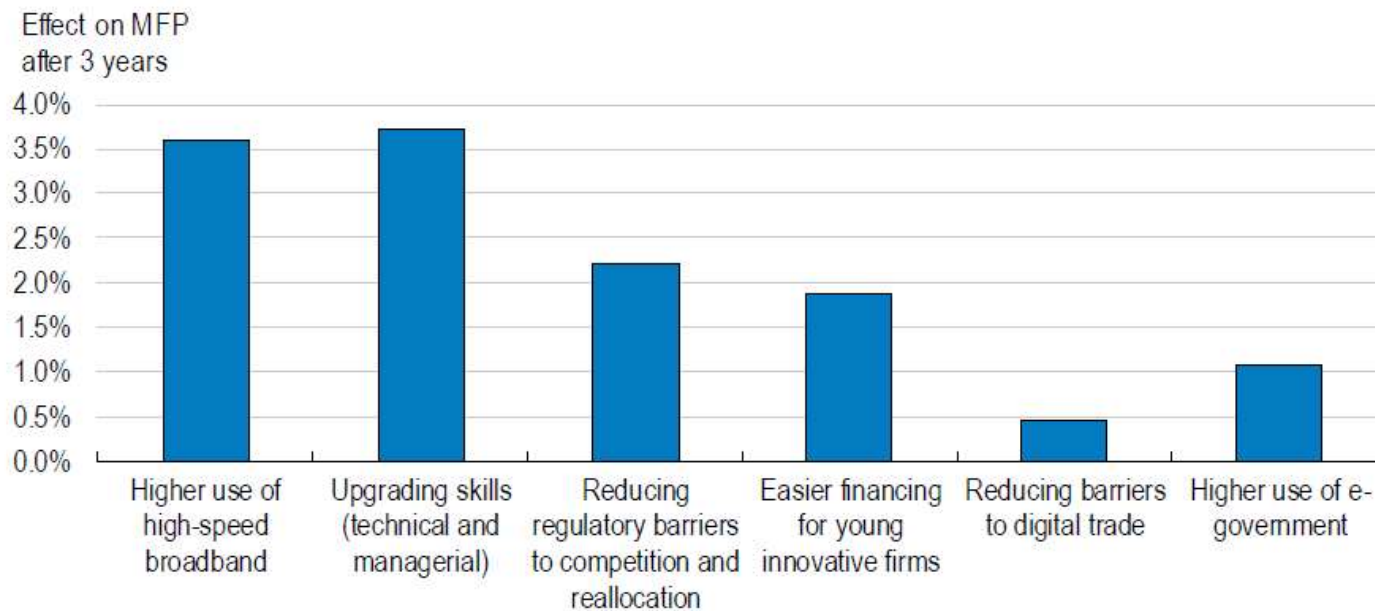 Effect on MFP
after 3 years
4.0%
3.5%
3.0%
2.5%
2.0%
1.5%
1.0%
0.5%
0.0%
Higher use of
high-speed
broadband
Upgrading skills
(technical and
managerial)
Reducing
regulatory barriers
to competition and
reallocation
Easier financing
for young
innovative firms
Reducing barriers
to digital trade
Higher use of e-
government